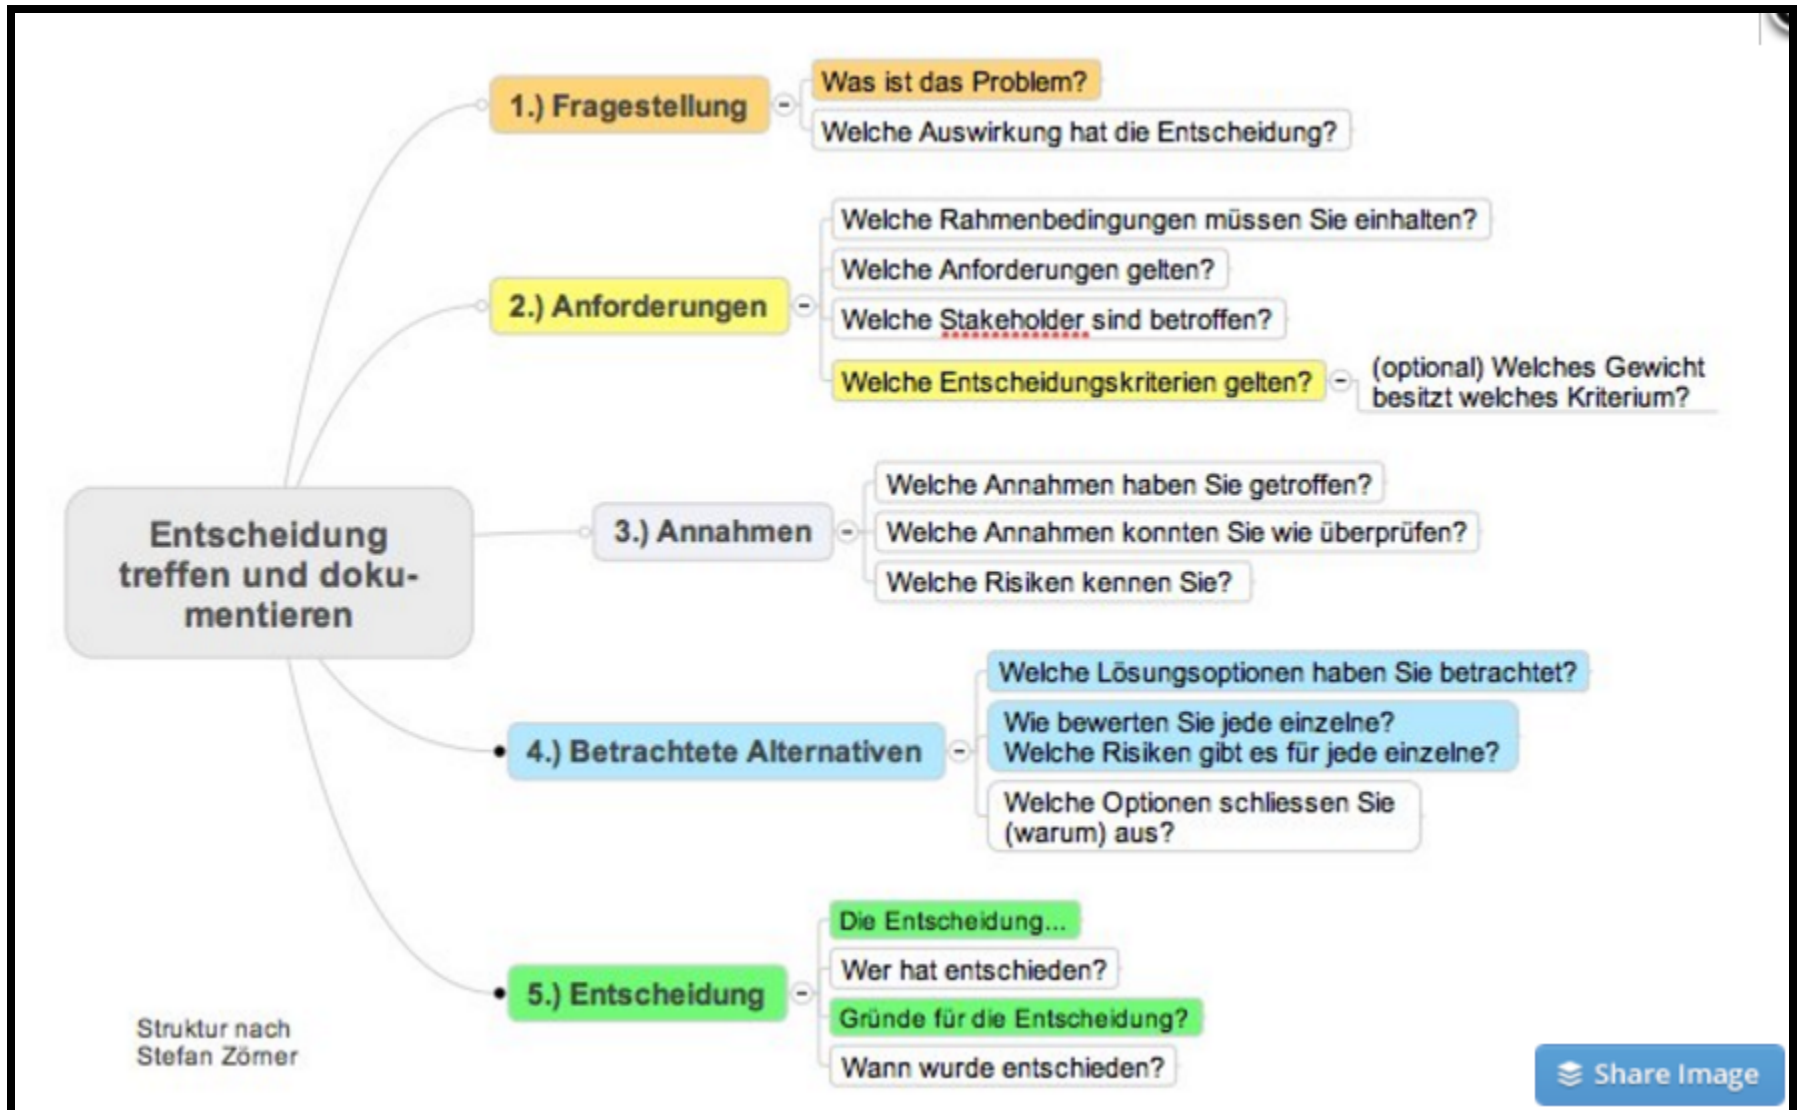 1.) Fragestellung
Was ist das Problem?
Welche Auswirkung hat die Entscheidung?
2.) Anforderungen
Welche Rahmenbedingungen müssen Sie einhalten?
Welche Anforderungen gelten?
Welche Stakeholder sind betroffen?
Welche Entscheidungskriterien gelten?
(optional) Welches Gewicht
besitzt welches Kriterium?
Entscheidung
treffen und doku-
mentieren
3.) Annahmen
Welche Annahmen haben Sie getroffen?
Welche Annahmen konnten Sie wie überprüfen?
Welche Risiken kennen Sie?
4.) Betrachtete Alternativen
Welche Lösungsoptionen haben Sie betrachtet?
Wie bewerten Sie jede einzelne?
Welche Risiken gibt es für jede einzelne?
Welche Optionen schliessen Sie
(warum) aus?
5.) Entscheidung
Die Entscheidung...
Wer hat entschieden?
Gründe für die Entscheidung?
Wann wurde entschieden?
Struktur nach
Stefan Zörner
Share Image